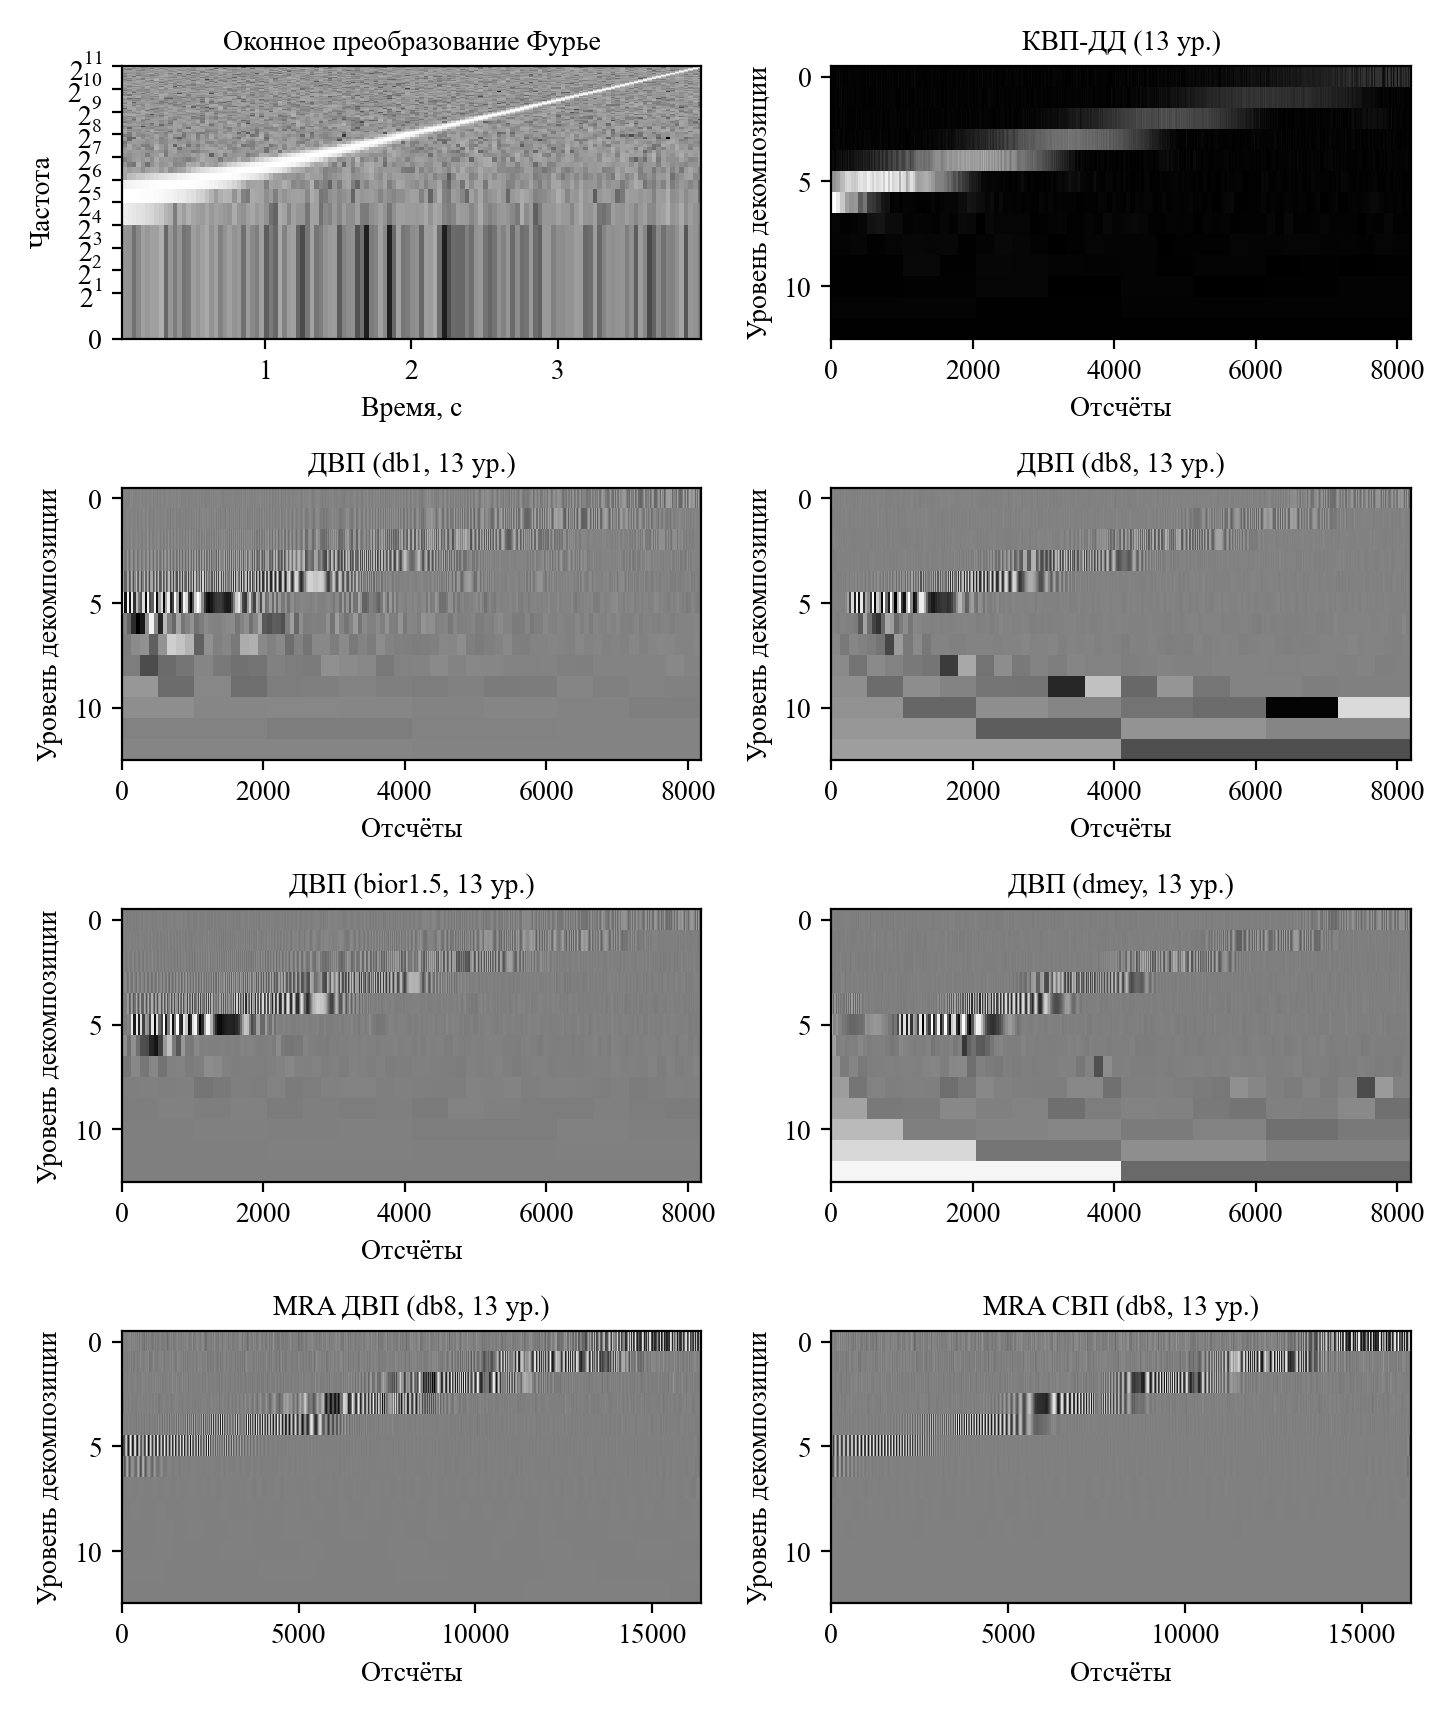 Оконное преобразование Фурье
2^11
2^10
2^9
2^8
2^7
2^6
2^5
2^4
2^3
2^2
2^1
0
Частота
1 2 3
Время, с
КВП-ДД (13 ур.)
0
5
10
Уровень декомпозиции
0 2000 4000 6000 8000
Отсчёты
ДВП (db1, 13 ур.)
0
5
10
Уровень декомпозиции
0 2000 4000 6000 8000
Отсчёты
ДВП (db8, 13 ур.)
0
5
10
Уровень декомпозиции
0 2000 4000 6000 8000
Отсчёты
ДВП (bior1.5, 13 ур.)
0
5
10
Уровень декомпозиции
0 2000 4000 6000 8000
Отсчёты
ДВП (dmey, 13 ур.)
0
5
10
Уровень декомпозиции
0 2000 4000 6000 8000
Отсчёты
MRA ДВП (db8, 13 ур.)
0
5
10
Уровень декомпозиции
0 5000 10000 15000
Отсчёты
MRA СВП (db8, 13 ур.)
0
5
10
Уровень декомпозиции
0 5000 10000 15000
Отсчёты